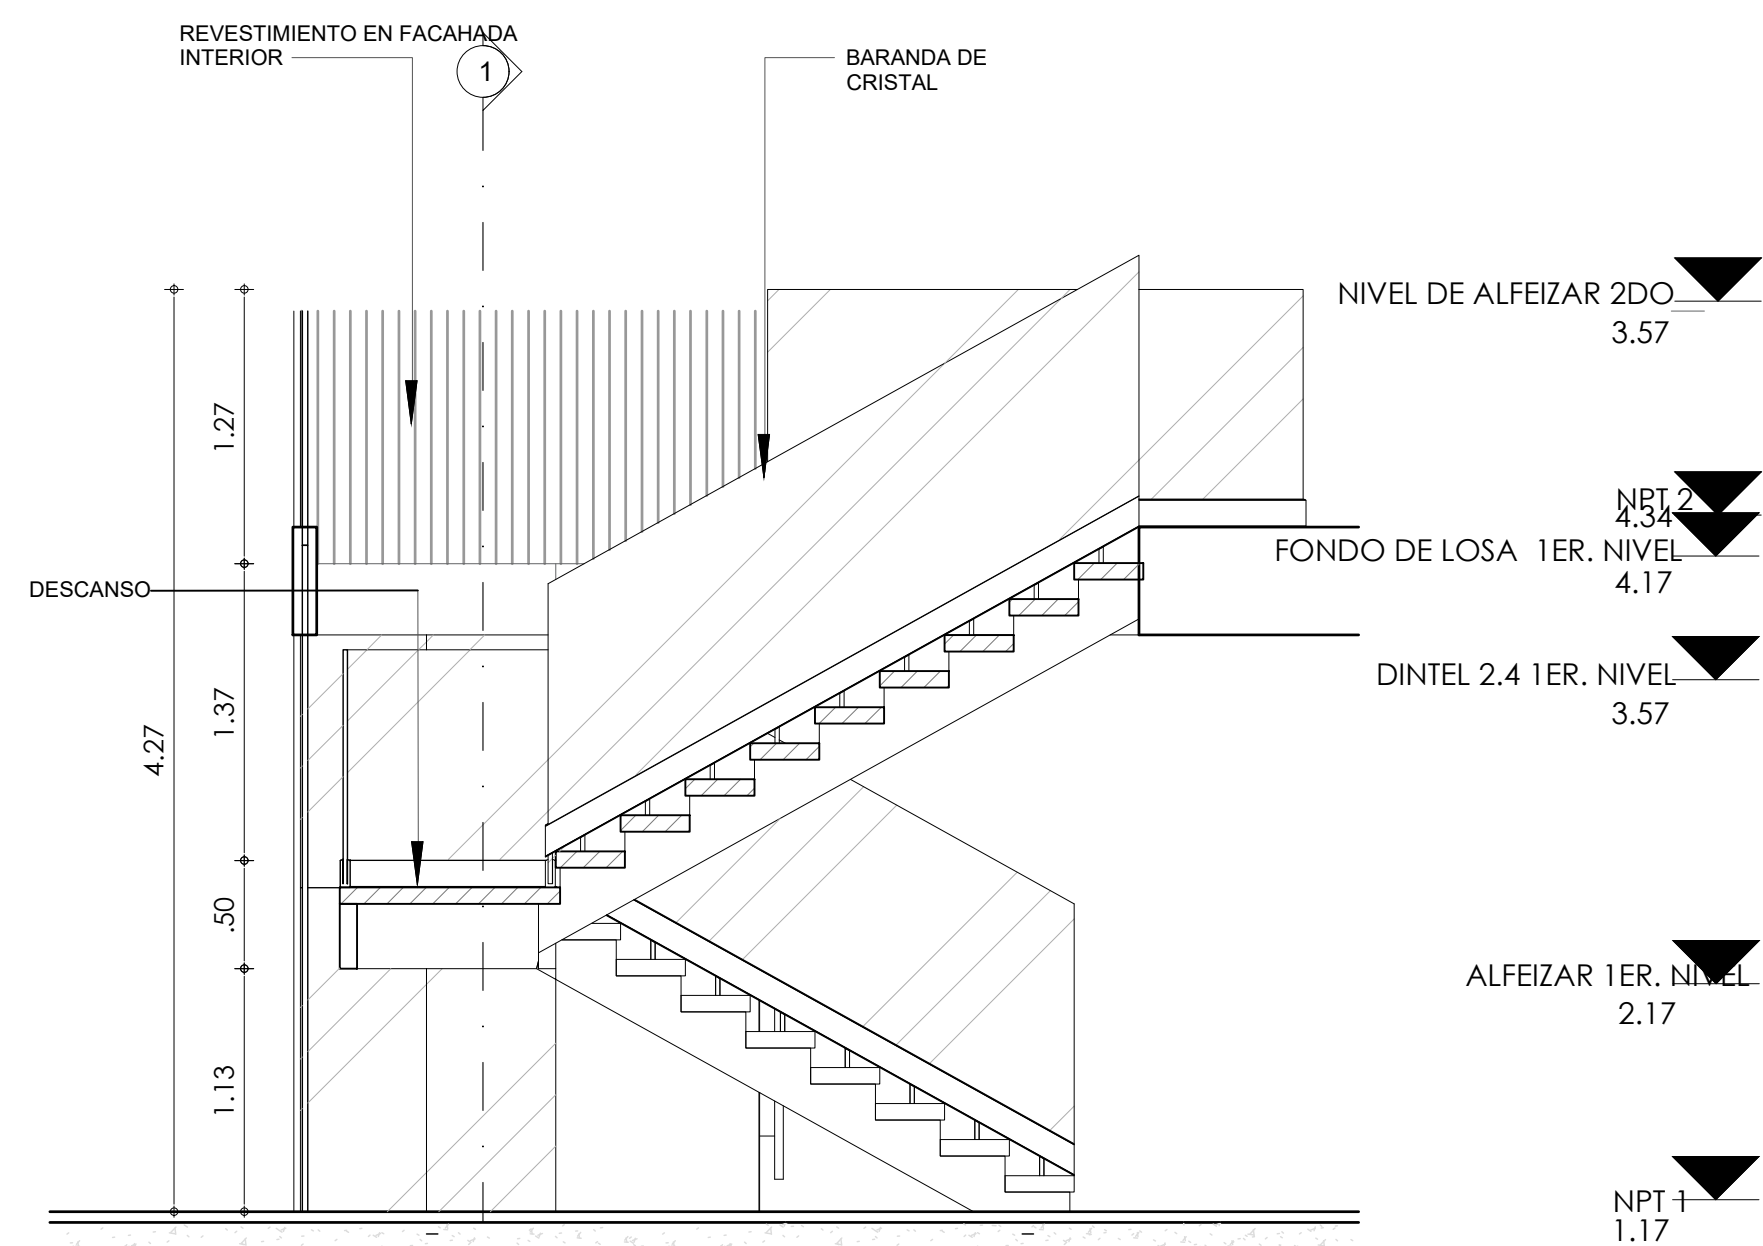 REVESTIMIENTO EN FACAHADA
INTERIOR
1
BARANDA DE
CRISTAL
NIVEL DE ALFEIZAR 2DO
3.57
1.27
NPT 2
4.34
FONDO DE LOSA 1ER. NIVEL
4.17
DESCANSO
DINTEL 2.4 1ER. NIVEL
3.57
1.37
4.27
.50
ALFEIZAR 1ER. NIVEL
2.17
1.13
NPT 1
1.17